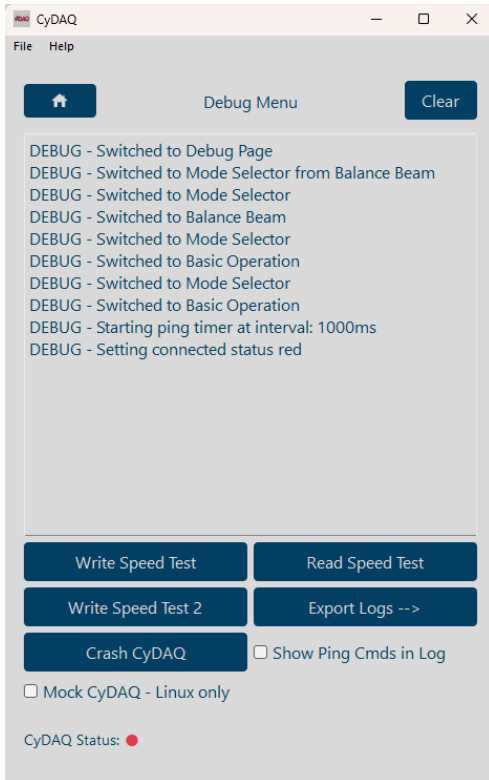 CyDAQ
File Help
Debug Menu
Clear
DEBUG - Switched to Debug Page
DEBUG - Switched to Mode Selector from Balance Beam
DEBUG - Switched to Mode Selector
DEBUG - Switched to Balance Beam
DEBUG - Switched to Mode Selector
DEBUG - Switched to Basic Operation
DEBUG - Switched to Mode Selector
DEBUG - Switched to Basic Operation
DEBUG - Starting ping timer at interval: 1000ms
DEBUG - Setting connected status red
Write Speed Test
Read Speed Test
Write Speed Test 2
Export Logs -->
Crash CyDAQ
Show Ping Cmds in Log
Mock CyDAQ - Linux only
CyDAQ Status: